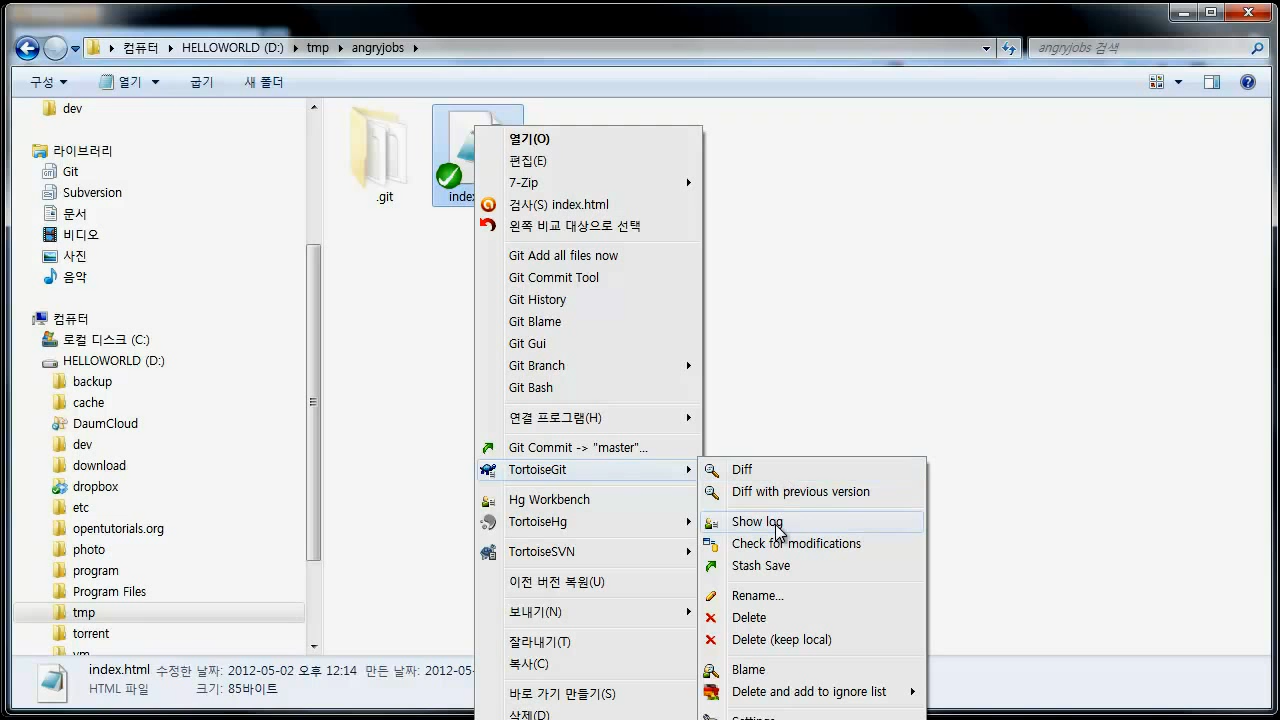 컴퓨터 HELLOWORLD (D:) tmp angryjobs
angryjobs 검색
구성 열기 굽기 새 폴더
dev
라이브러리
Git
Subversion
문서
비디오
사진
음악
컴퓨터
로컬 디스크 (C:)
HELLOWORLD (D:)
backup
cache
DaumCloud
dev
download
dropbox
etc
opentutorials.org
photo
program
Program Files
tmp
torrent
vm
.git
index
열기(O)
편집(E)
7-Zip
검사(S) index.html
왼쪽 비교 대상으로 선택
Git Add all files now
Git Commit Tool
Git History
Git Blame
Git Gui
Git Branch
Git Bash
연결 프로그램(H)
Git Commit -> "master"...
TortoiseGit
Hg Workbench
TortoiseHg
TortoiseSVN
이전 버전 복원(U)
보내기(N)
잘라내기(T)
복사(C)
바로 가기 만들기(S)
삭제(D)
Diff
Diff with previous version
Show log
Check for modifications
Stash Save
Rename...
Delete
Delete (keep local)
Blame
Delete and add to ignore list
Settings
index.html 수정한 날짜: 2012-05-02 오후 12:14 만든 날짜: 2012-05-
HTML 파일 크기: 85바이트